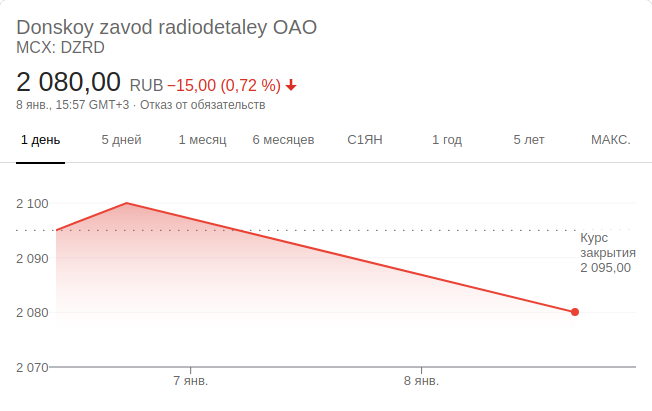 Donskoy zavod radiodetaley OAO
MCX: DZRD
2 080,00 RUB −15,00 (0,72 %)
8 янв., 15:57 GMT+3 · Отказ от обязательств
1 день 5 дней 1 месяц 6 месяцев С1ЯН 1 год 5 лет МАКС.
2 100
Курс
закрытия
2 095,00
2 090
2 080
2 070
7 янв. 8 янв.